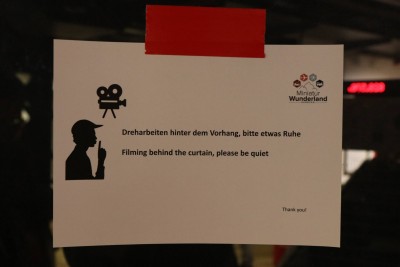 Miniatur
Wunderland
Dreharbeiten hinter dem Vorhang, bitte etwas Ruhe
Filming behind the curtain, please be quiet
Thank you!